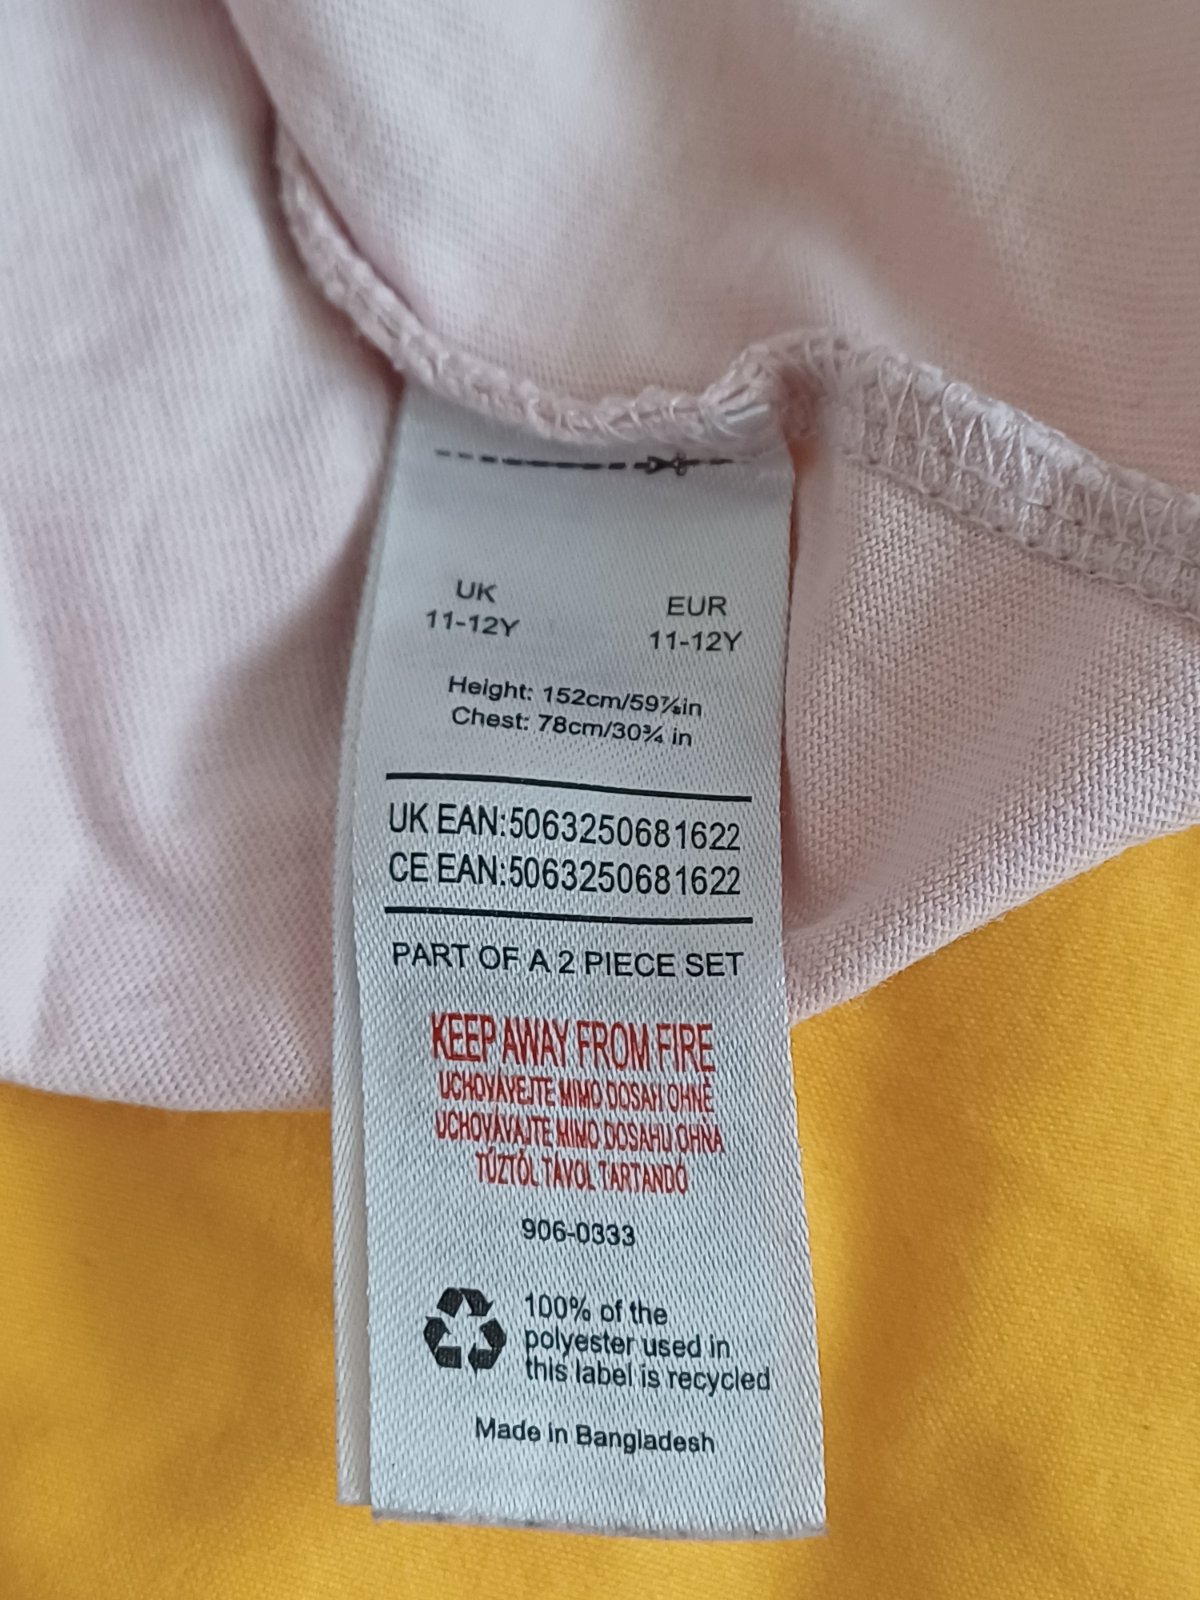 UK
11-12Y
EUR
11-12Y
Height: 152cm/59⅞in
Chest: 78cm/30¾ in
UK EAN:5063250681622
CE EAN:5063250681622
PART OF A 2 PIECE SET
KEEP AWAY FROM FIRE
UCHOVÁVEJTE MIMO DOSAH OHNĚ
UCHOVÁVAJTE MIMO DOSAHU OHŇA
TŰZTŐL TÁVOL TARTANDÓ
906-0333
100% of the
polyester used in
this label is recycled
Made in Bangladesh